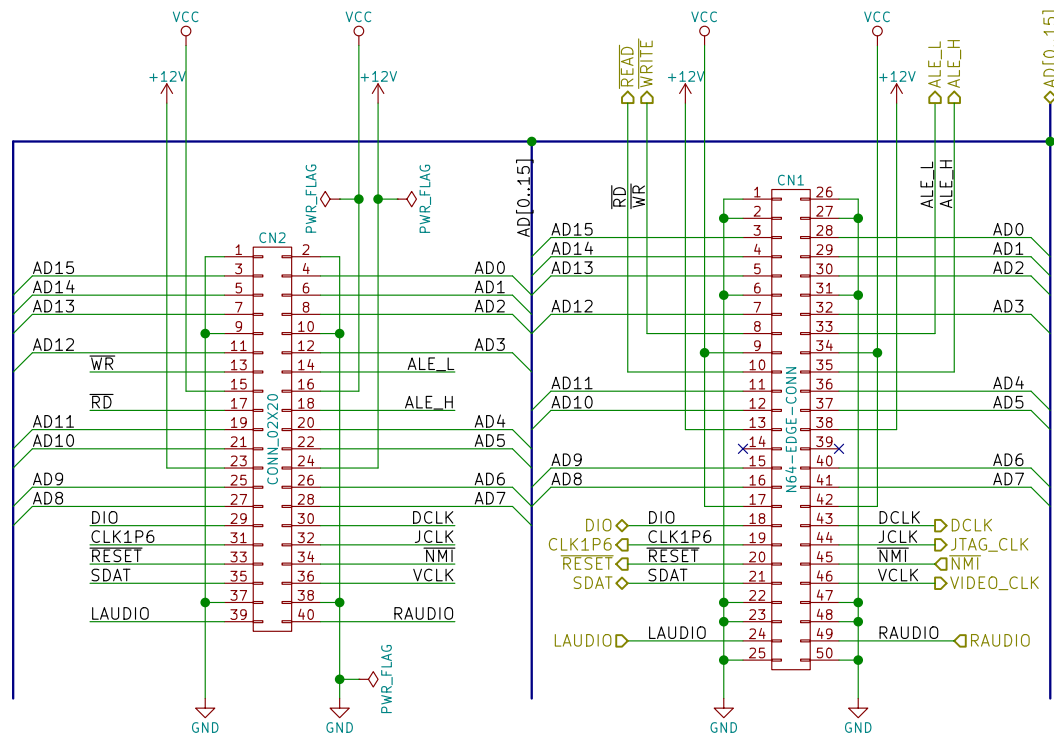 VCC VCC VCC VCC
+12V +12V +12V +12V
READ WRITE ALE_L ALE_H AD[0..15]
PWR_FLAG PWR_FLAG AD[0..15] RD WR ALE_L ALE_H
CN2
1 2
AD15 3 4 AD0
AD14 5 6 AD1
AD13 7 8 AD2
9 10
AD12 11 12 AD3
WR 13 14 ALE_L
15 16
RD 17 18 ALE_H
AD11 19 20 AD4
AD10 21 22 AD5
23 24
AD9 25 26 AD6
AD8 27 28 AD7
DIO 29 30 DCLK
CLK1P6 31 32 JCLK
RESET 33 34 NMI
SDAT 35 36 VCLK
37 38
LAUDIO 39 40 RAUDIO
CONN_02X20
PWR_FLAG
GND GND
CN1
1 26
2 27
AD15 3 28 AD0
AD14 4 29 AD1
AD13 5 30 AD2
6 31
AD12 7 32 AD3
8 33
9 34
10 35
AD11 11 36 AD4
AD10 12 37 AD5
13 38
14 39
AD9 15 40 AD6
AD8 16 41 AD7
17 42
DIO DIO 18 43 DCLK DCLK
CLK1P6 CLK1P6 19 44 JCLK JTAG_CLK
RESET RESET 20 45 NMI NMI
SDAT SDAT 21 46 VCLK VIDEO_CLK
22 47
23 48
LAUDIO LAUDIO 24 49 RAUDIO RAUDIO
25 50
N64-EDGE-CONN
GND GND